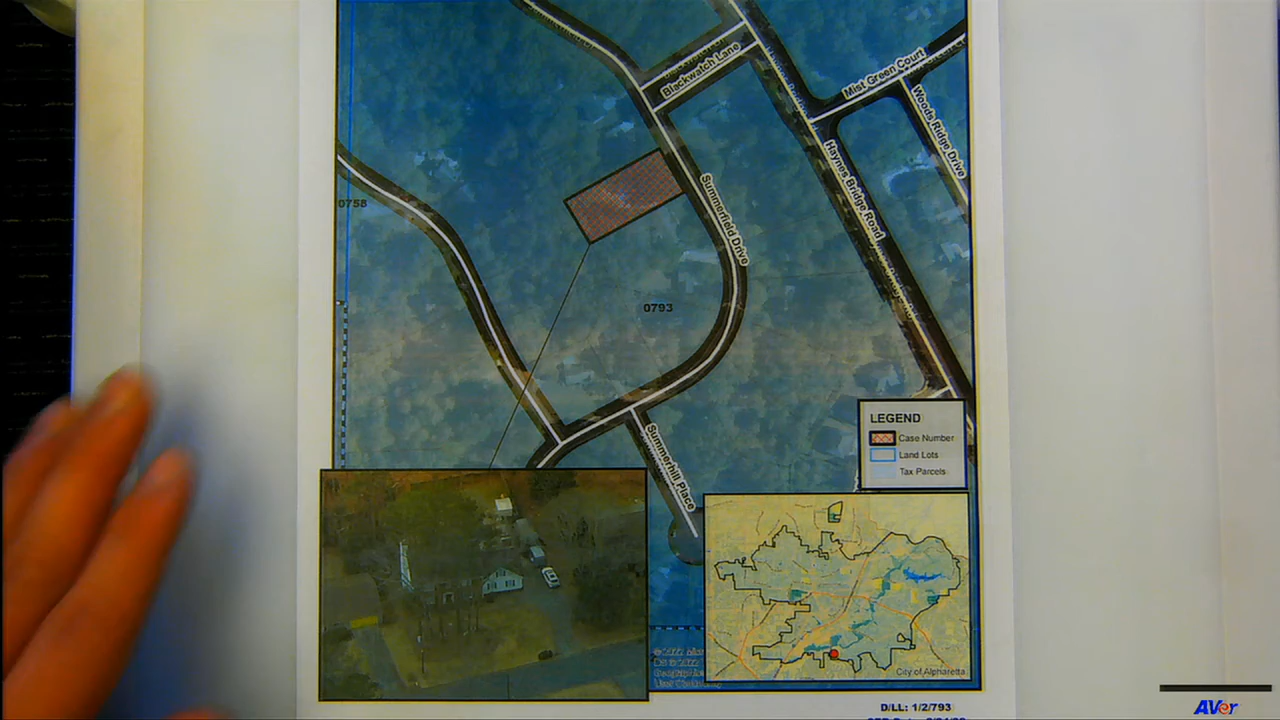 Blackwatch Lane
Mist Green Court
Woods Ridge Drive
Haynes Bridge Road
0758
Summerfield Drive
0793
LEGEND
Case Number
Land Lots
Tax Parcels
Summerhill Place
City of Alpharetta
D/LL: 1/2/793
AVer